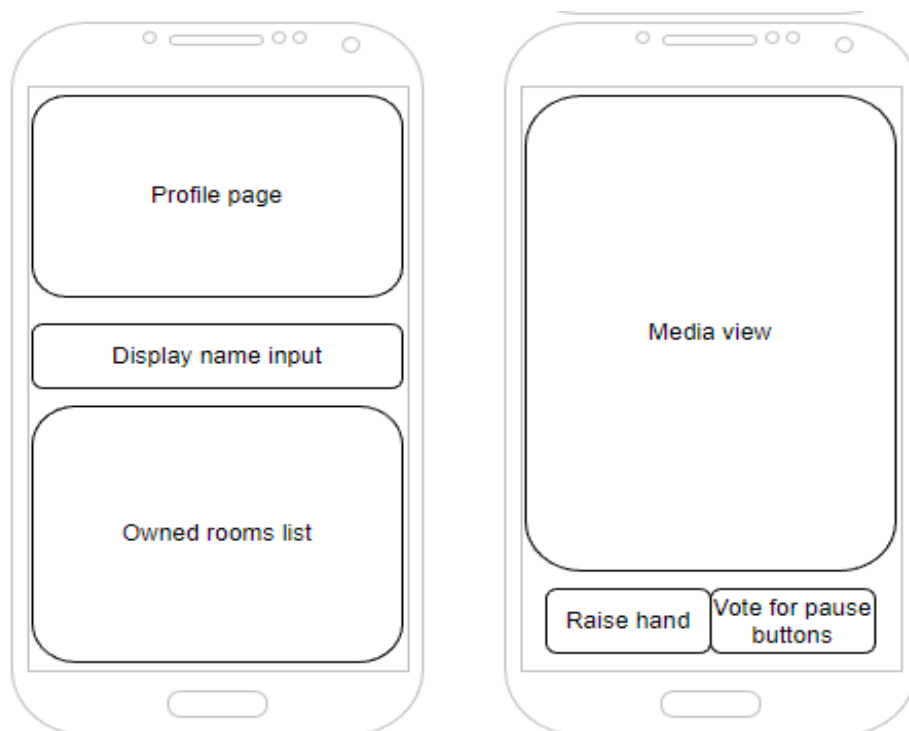 Profile page
Display name input
Owned rooms list
Media view
Raise hand
Vote for pause
buttons